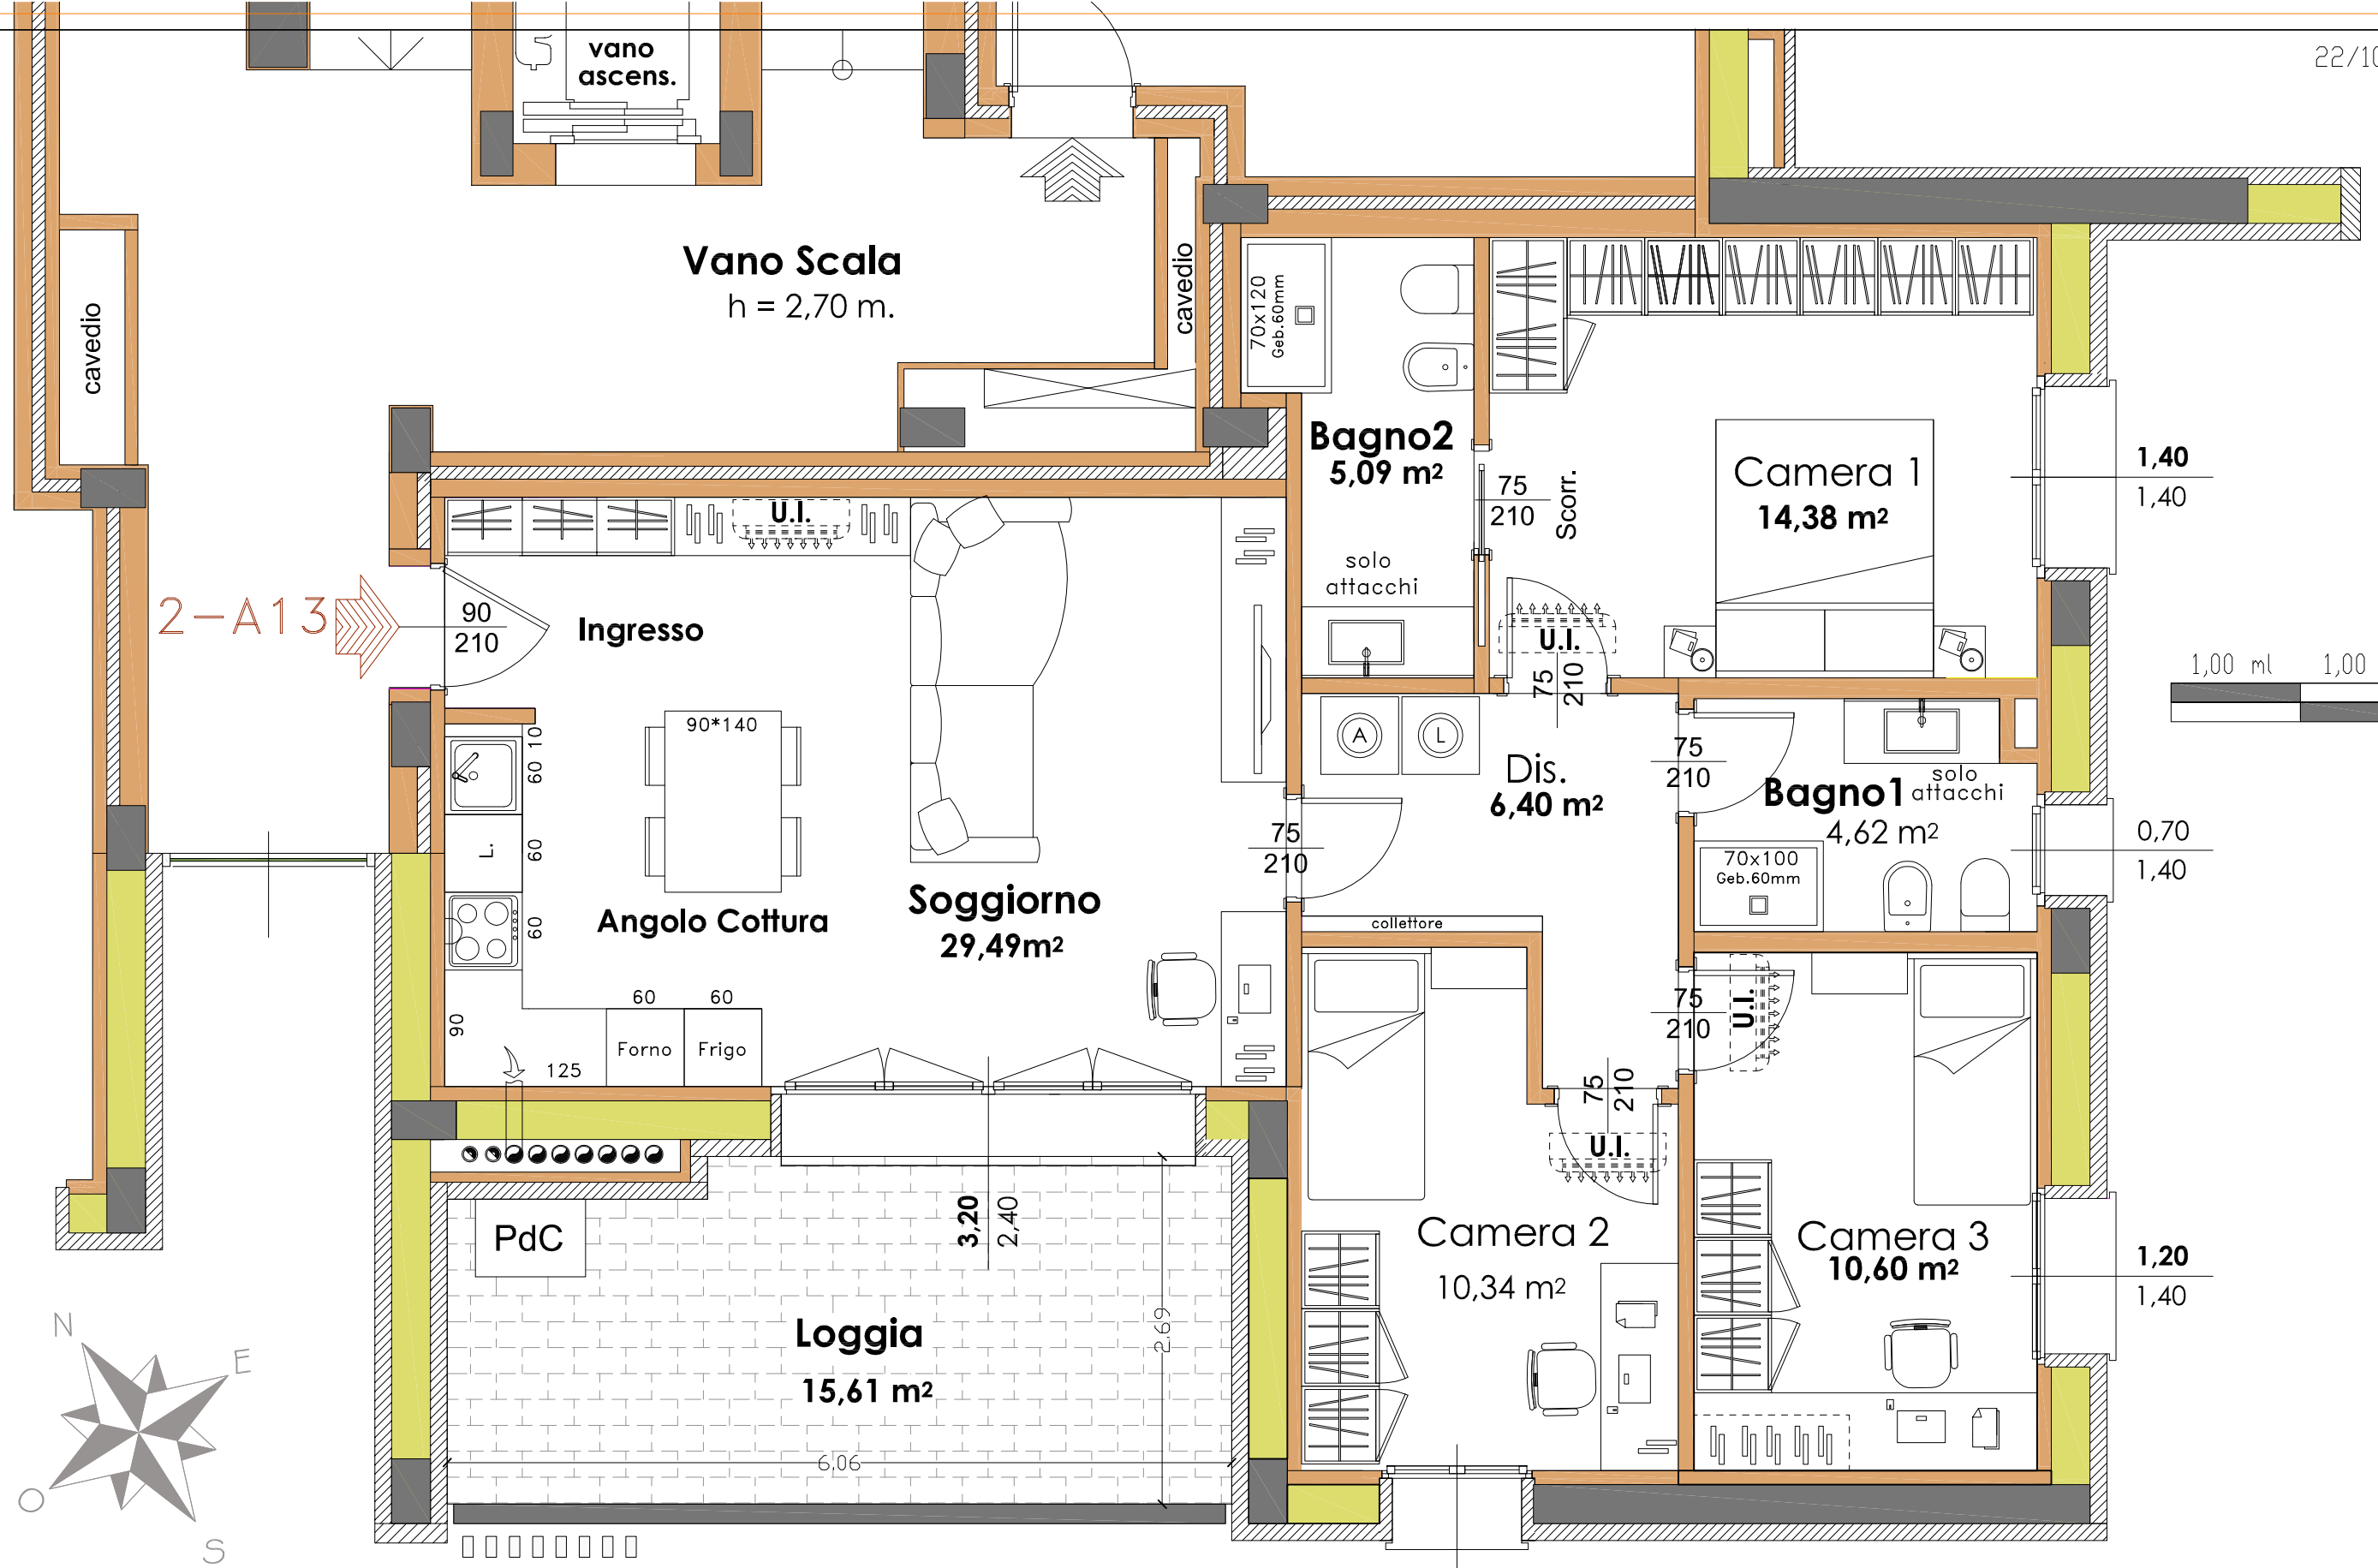 vano
ascens.
22/10
Vano Scala
h = 2,70 m.
cavedio
cavedio
70x120
Geb.60mm
Bagno2
5,09 m²
75
210
Scorr.
Camera 1
14,38 m²
1,40
1,40
solo
attacchi
U.I.
2-A13
90
210
Ingresso
U.I.
75
210
1,00 ml
1,00
90*140
10
60
60
60
L.
A
L
Dis.
6,40 m²
75
210
Bagno1
4,62 m²
solo
attacchi
0,70
1,40
75
210
70x100
Geb.60mm
Angolo Cottura
Soggiorno
29,49m²
collettore
60
60
90
Forno
Frigo
125
75
210
U.I.
75
210
U.I.
PdC
3,20
2,40
2.69
Camera 2
10,34 m²
Camera 3
10,60 m²
1,20
1,40
Loggia
15,61 m²
6.06
N
E
O
S